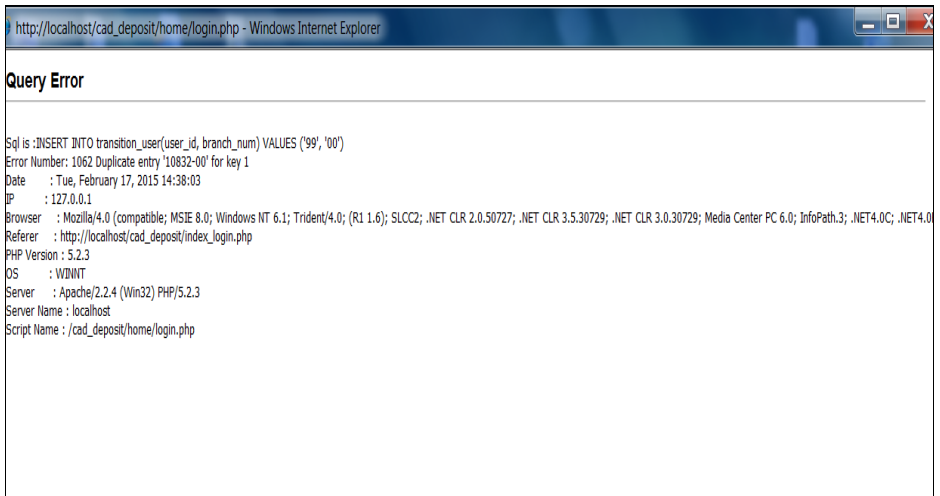 http://localhost/cad_deposit/home/login.php - Windows Internet Explorer
Query Error
Sql is :INSERT INTO transition_user(user_id, branch_num) VALUES ('99', '00')
Error Number: 1062 Duplicate entry '10832-00' for key 1
Date : Tue, February 17, 2015 14:38:03
IP : 127.0.0.1
Browser : Mozilla/4.0 (compatible; MSIE 8.0; Windows NT 6.1; Trident/4.0; (R1 1.6); SLCC2; .NET CLR 2.0.50727; .NET CLR 3.5.30729; .NET CLR 3.0.30729; Media Center PC 6.0; InfoPath.3; .NET4.0C; .NET4.0
Referer : http://localhost/cad_deposit/index_login.php
PHP Version : 5.2.3
OS : WINNT
Server : Apache/2.2.4 (Win32) PHP/5.2.3
Server Name : localhost
Script Name : /cad_deposit/home/login.php